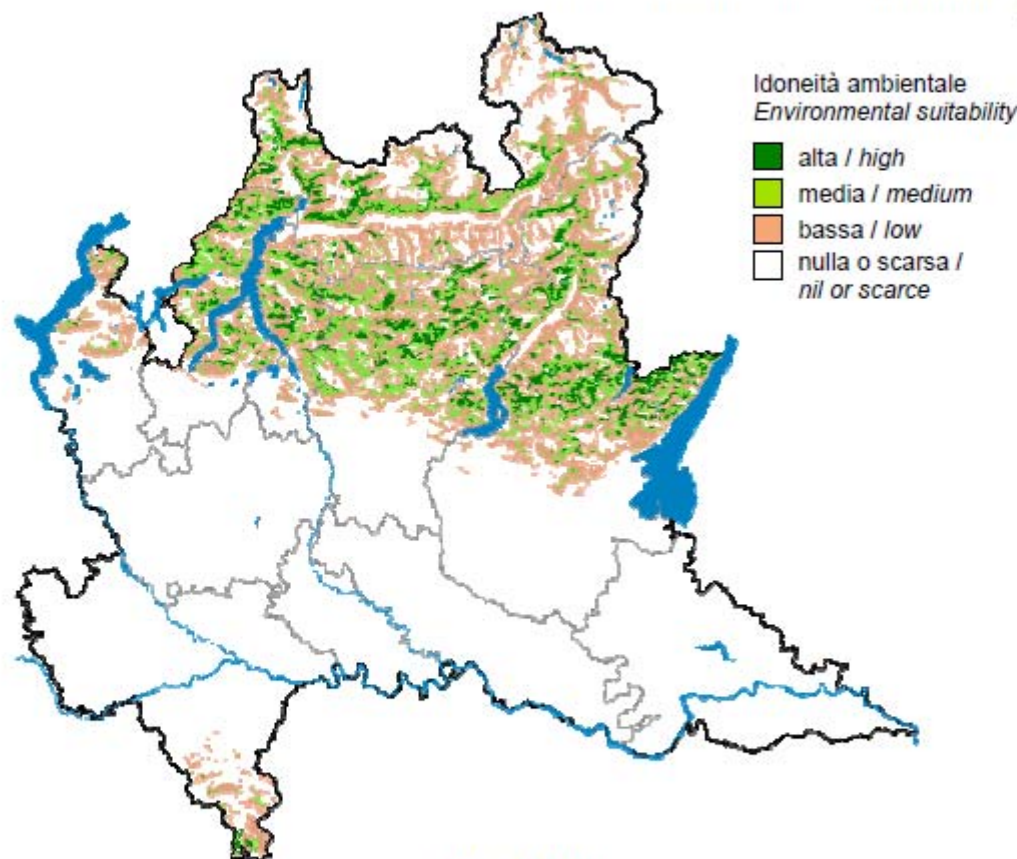 Idoneità ambientale
Environmental suitability
alta / high
media / medium
bassa / low
nulla o scarsa /
nil or scarce